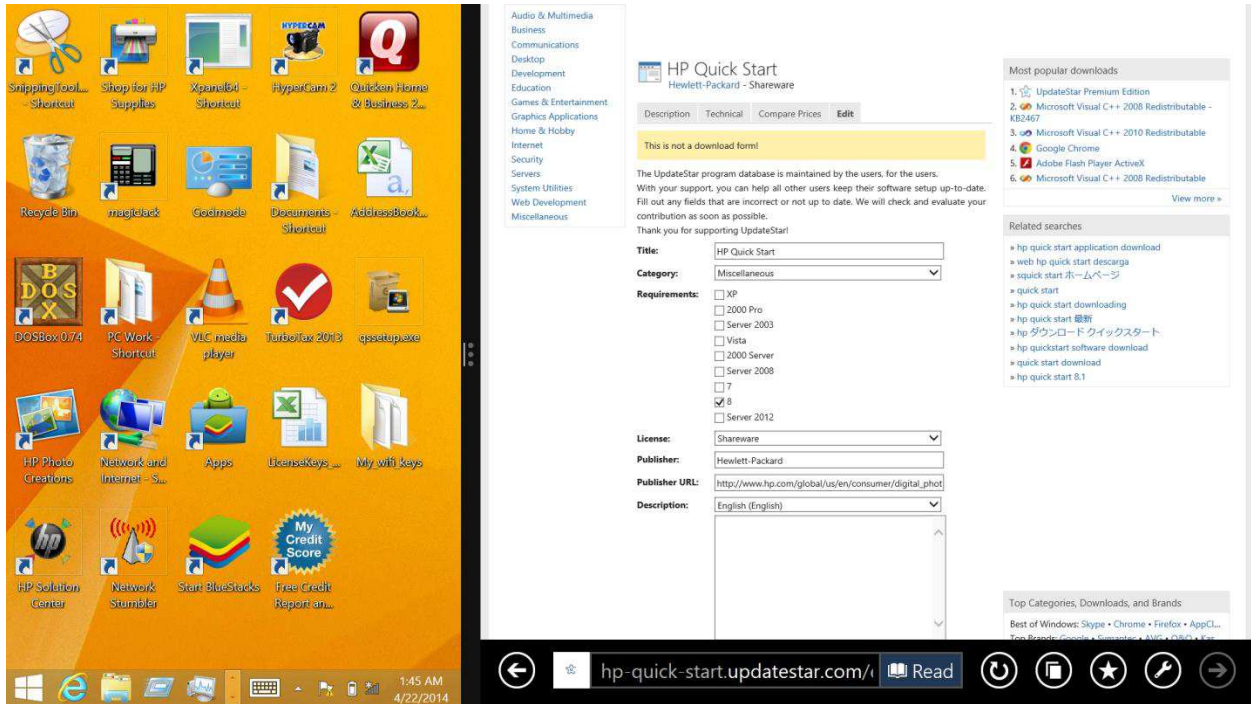 SnippingTool... - Shortcut
Shop for HP Supplies
Xpanel64 - Shortcut
HYPERCAM
HyperCam 2
Quicken Home & Business 2...
Recycle Bin
magicJack
Godmode
Documents - Shortcut
a,
AddressBook...
B
DOS
X
DOSBox 0.74
PC Work - Shortcut
VLC media player
TurboTax 2013
qssetup.exe
HP Photo Creations
Network and Internet - S...
Apps
LicenseKeys_...
My wifi keys
hp
HP Solution Center
Network Stumbler
Start BlueStacks
My Credit Score
Free Credit Report an...
1:45 AM
4/22/2014
Audio & Multimedia
Business
Communications
Desktop
Development
Education
Games & Entertainment
Graphics Applications
Home & Hobby
Internet
Security
Servers
System Utilities
Web Development
Miscellaneous
HP Quick Start
Hewlett-Packard - Shareware
Description Technical Compare Prices Edit
This is not a download form!
The UpdateStar program database is maintained by the users, for the users.
With your support, you can help all other users keep their software setup up-to-date.
Fill out any fields that are incorrect or not up to date. We will check and evaluate your
contribution as soon as possible.
Thank you for supporting UpdateStar!
Title: HP Quick Start
Category: Miscellaneous
Requirements: XP
2000 Pro
Server 2003
Vista
2000 Server
Server 2008
7
8
Server 2012
License: Shareware
Publisher: Hewlett-Packard
Publisher URL: http://www.hp.com/global/us/en/consumer/digital_phot
Description: English (English)
Most popular downloads
1. UpdateStar Premium Edition
2. Microsoft Visual C++ 2008 Redistributable -
KB2467
3. Microsoft Visual C++ 2010 Redistributable
4. Google Chrome
5. Adobe Flash Player ActiveX
6. Microsoft Visual C++ 2008 Redistributable
View more »
Related searches
» hp quick start application download
» web hp quick start descarga
» squick start ホームページ
» quick start
» hp quick start downloading
» hp quick start 最新
» hp ダウンロード クイックスタート
» hp quickstart software download
» quick start download
» hp quick start 8.1
Top Categories, Downloads, and Brands
Best of Windows: Skype • Chrome • Firefox • AppCl...
Top Brands: Google • Symantec • AVG • O&O • Kas
hp-quick-start.updatestar.com/ Read